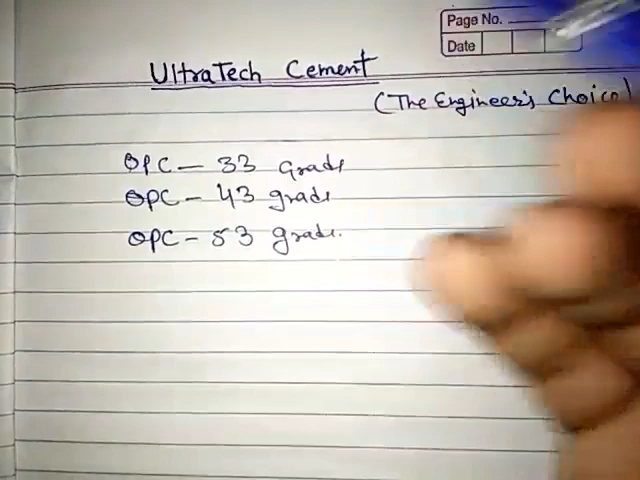 Page No.
Date
UltraTech Cement
(The Engineer's Choice)
OPC – 33 Grade
OPC – 43 grade
OPC – 53 grade.